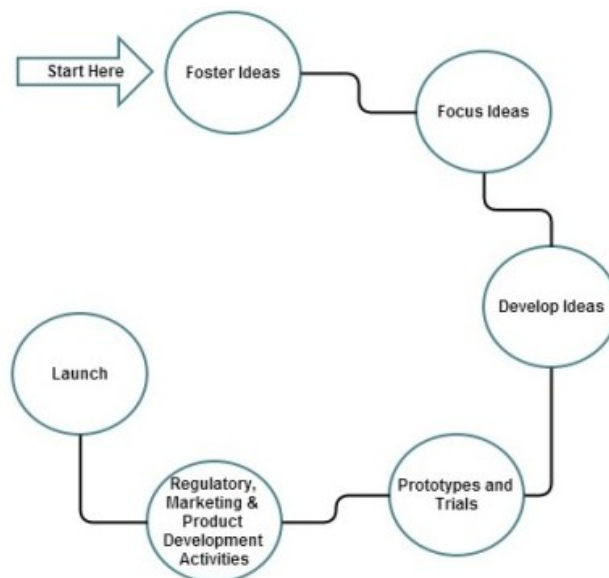 Start Here
Foster Ideas
Focus Ideas
Develop Ideas
Prototypes and
Trials
Regulatory,
Marketing &
Product
Development
Activities
Launch